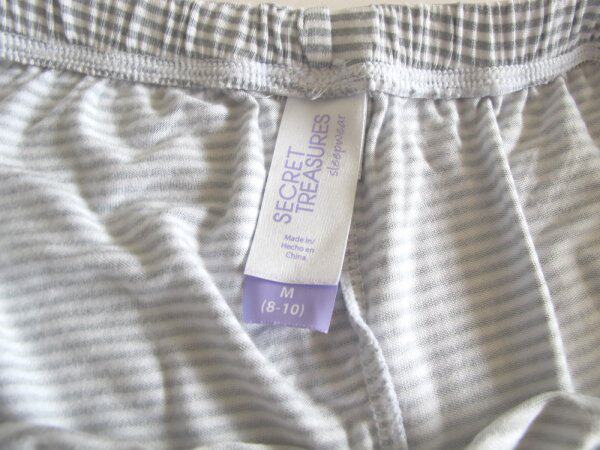 SECRET
TREASURES
sleepwear
Made in/
Hecho en
China
M
(8-10)